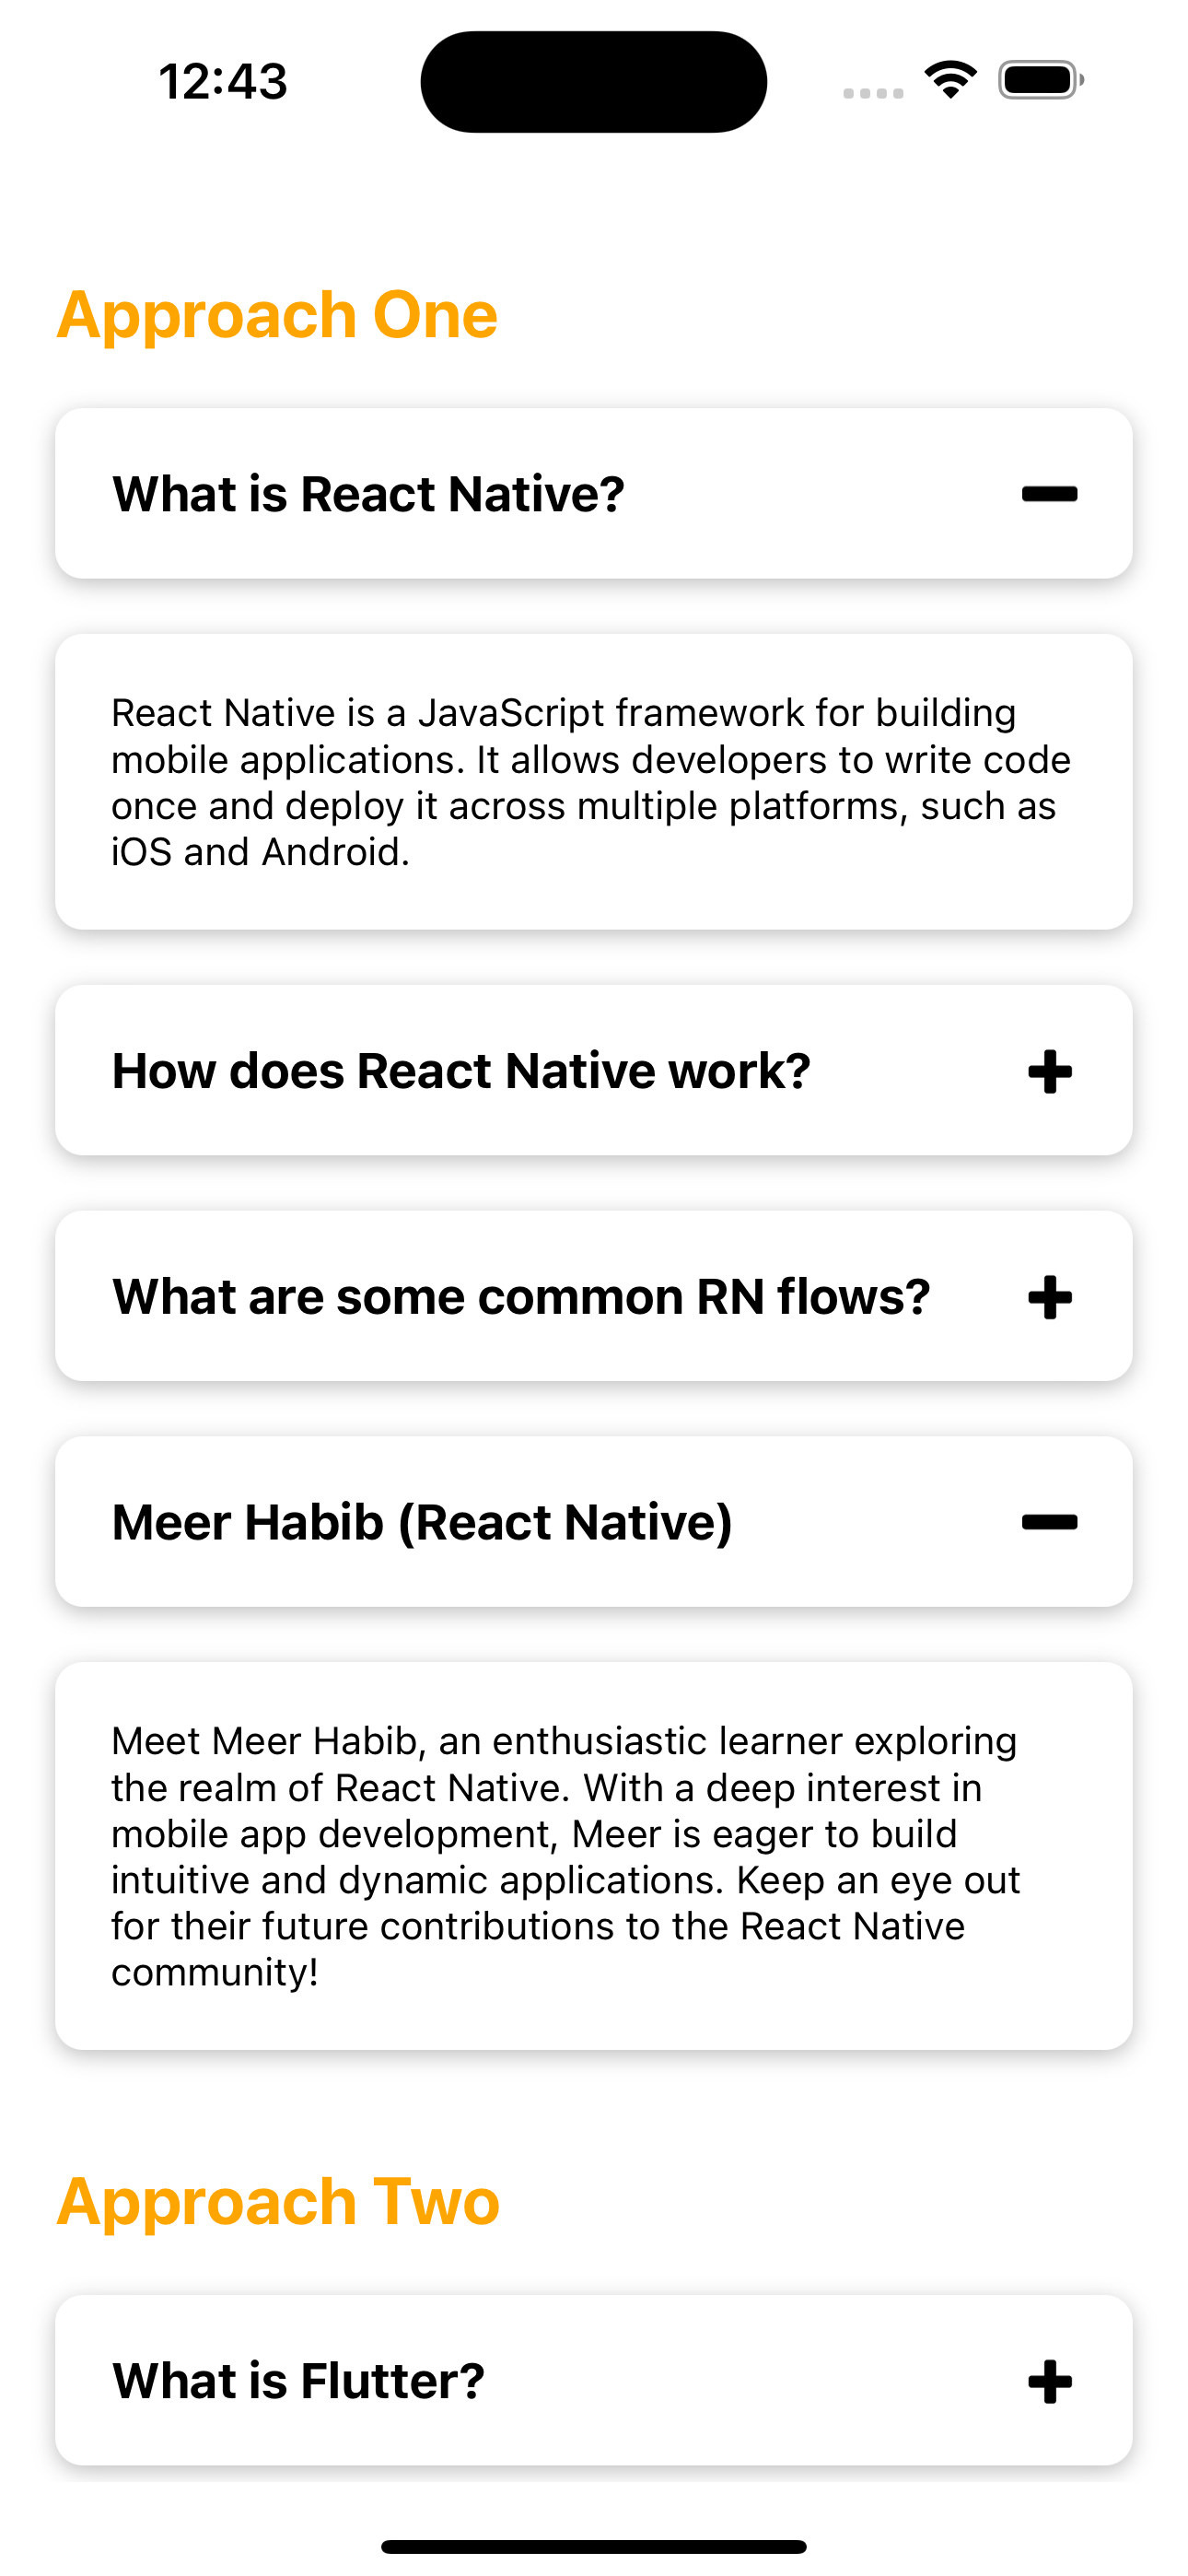 12:43
Approach One
What is React Native?
React Native is a JavaScript framework for building
mobile applications. It allows developers to write code
once and deploy it across multiple platforms, such as
iOS and Android.
How does React Native work?
What are some common RN flows?
Meer Habib (React Native)
Meet Meer Habib, an enthusiastic learner exploring
the realm of React Native. With a deep interest in
mobile app development, Meer is eager to build
intuitive and dynamic applications. Keep an eye out
for their future contributions to the React Native
community!
Approach Two
What is Flutter?